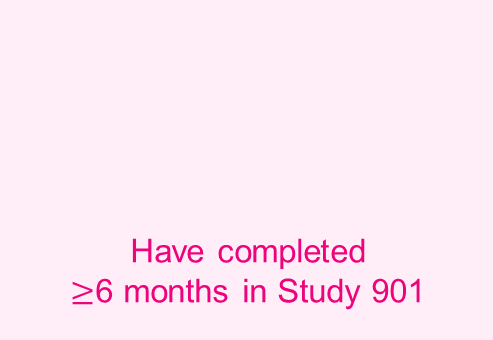 Have completed
≥6 months in Study 901